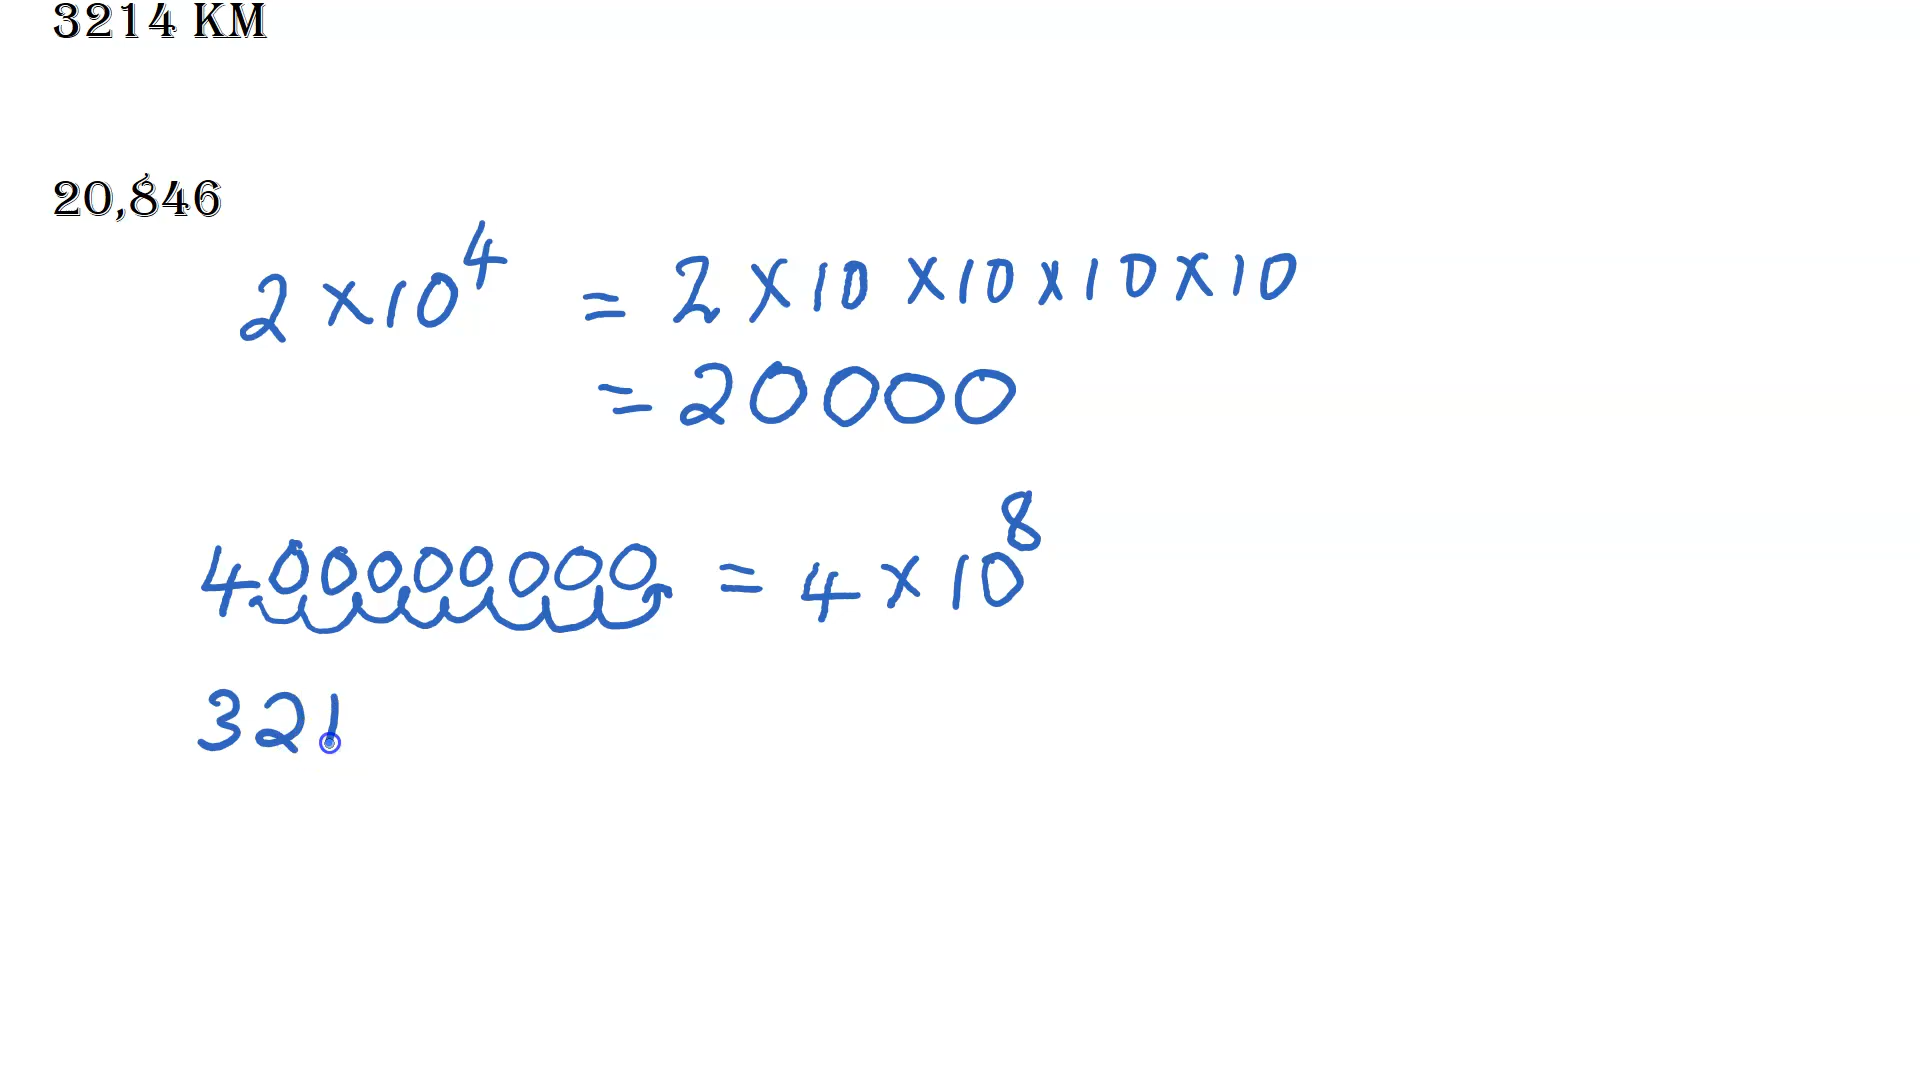 3214 KM
20,846
2 × 10⁴ = 2 × 10 × 10 × 10 × 10
= 20000
400000000 = 4 × 10⁸
321